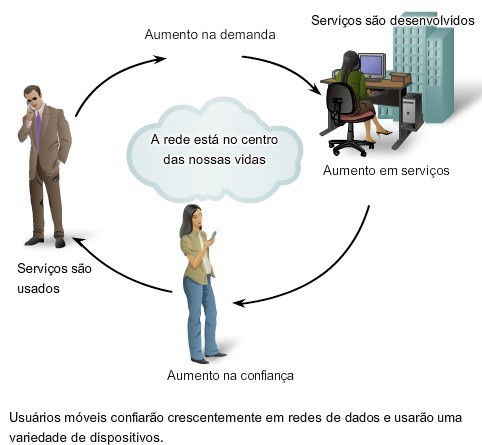 Serviços são desenvolvidos
Aumento na demanda
A rede está no centro
das nossas vidas
Aumento em serviços
Serviços são
usados
Aumento na confiança
Usuários móveis confiarão crescentemente em redes de dados e usarão uma
variedade de dispositivos.